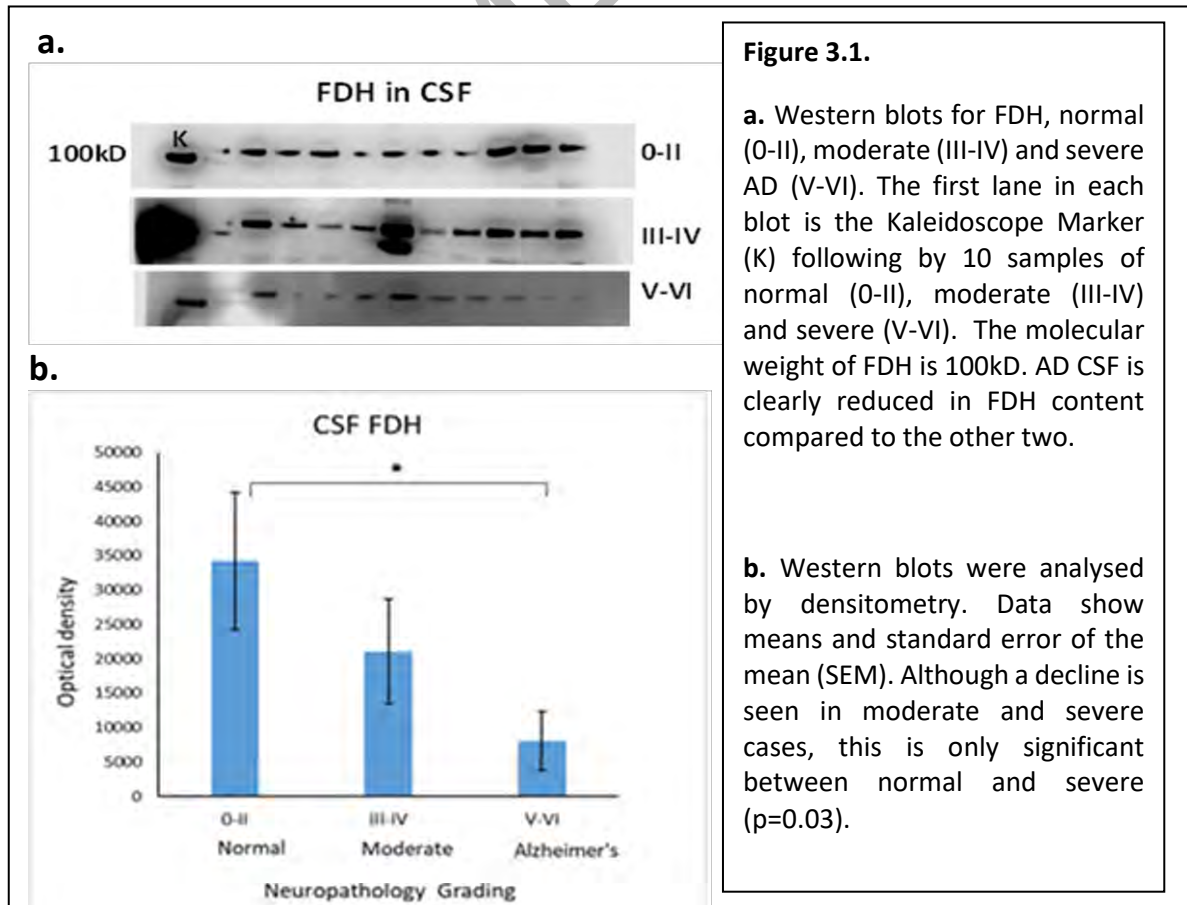 a.
FDH in CSF
K
100kD
0-II
III-IV
V-VI
b.
CSF FDH
50000
45000
40000
35000
30000
25000
20000
15000
10000
5000
0
Optical density
*
0-II
III-IV
V-VI
Normal
Moderate
Alzheimer's
Neuropathology Grading
Figure 3.1.
a. Western blots for FDH, normal
(0-II), moderate (III-IV) and severe
AD (V-VI). The first lane in each
blot is the Kaleidoscope Marker
(K) following by 10 samples of
normal (0-II), moderate (III-IV)
and severe (V-VI). The molecular
weight of FDH is 100kD. AD CSF is
clearly reduced in FDH content
compared to the other two.
b. Western blots were analysed
by densitometry. Data show
means and standard error of the
mean (SEM). Although a decline is
seen in moderate and severe
cases, this is only significant
between normal and severe
(p=0.03).